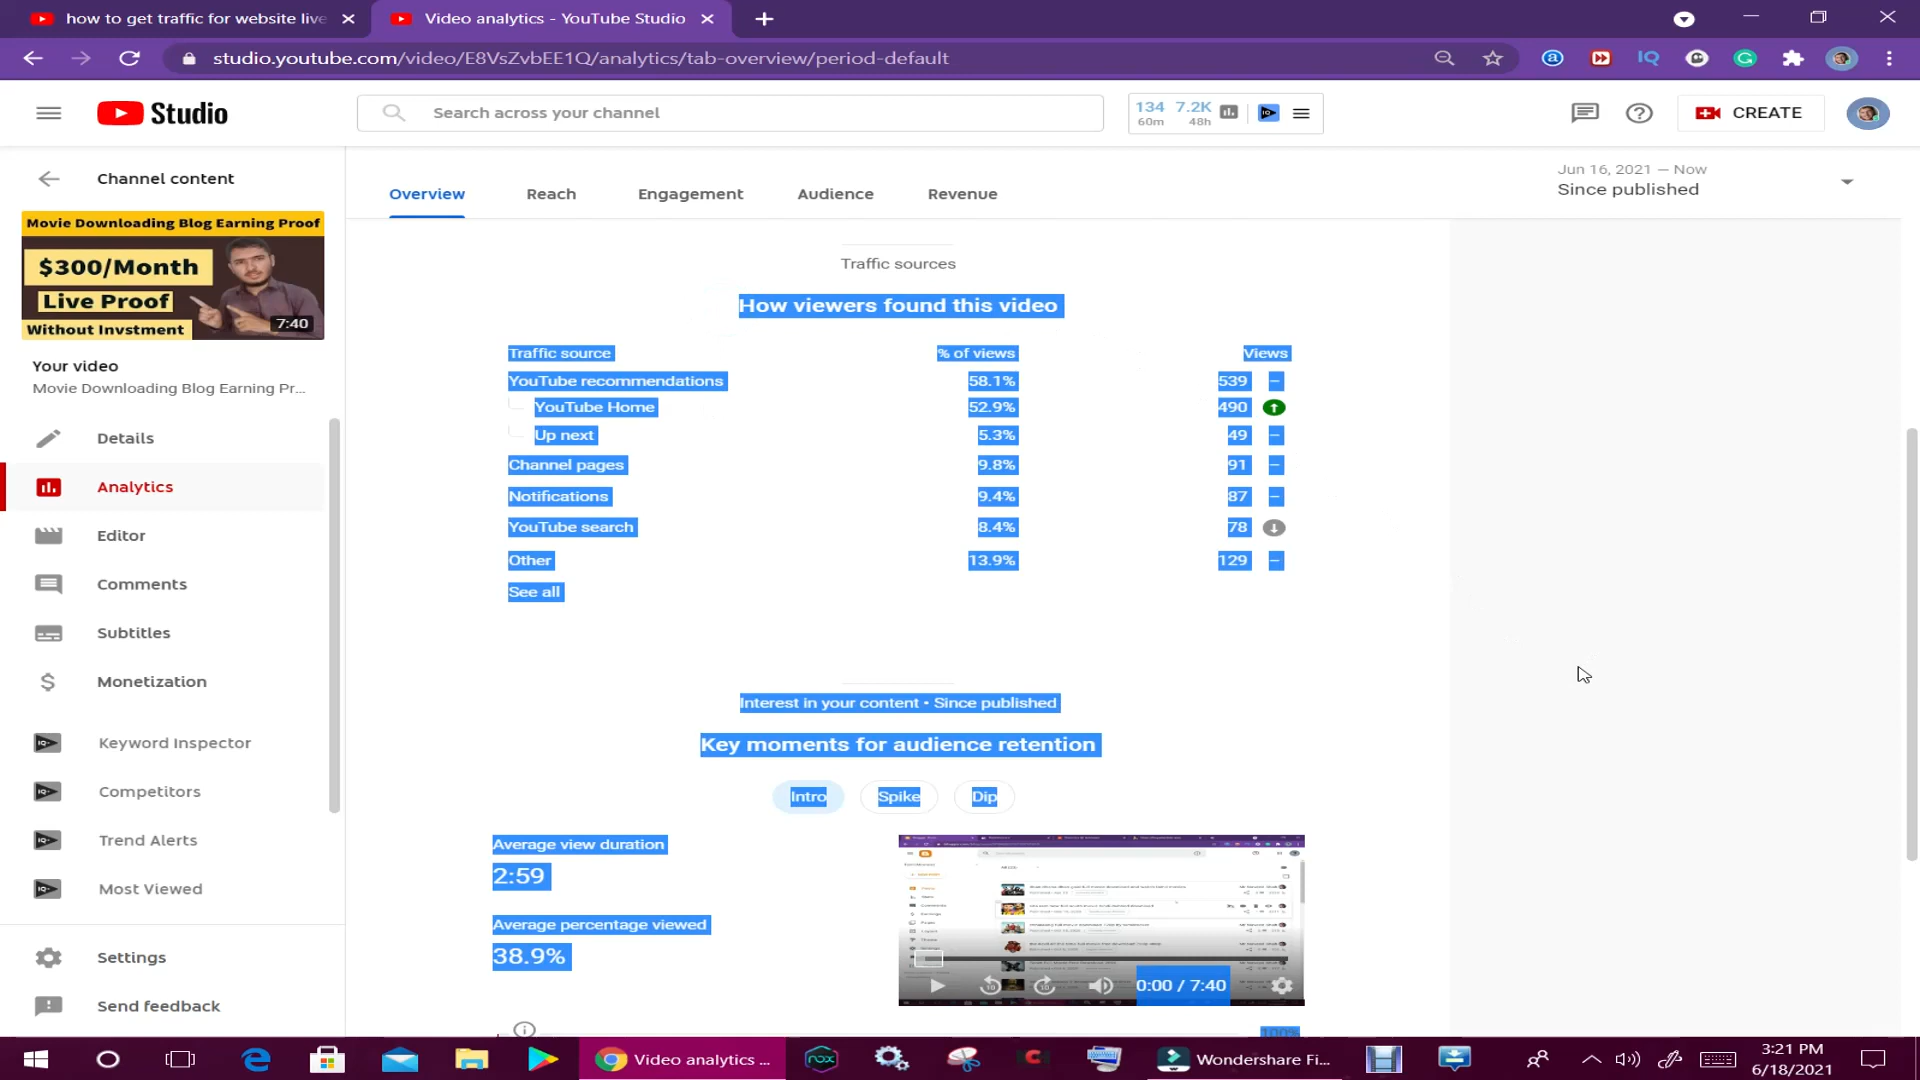 how to get traffic for website live
Video analytics - YouTube Studio
studio.youtube.com/video/E8VsZvbEE1Q/analytics/tab-overview/period-default
Studio
Search across your channel
134 7.2K
60m 48h
CREATE
Channel content
Movie Downloading Blog Earning Proof
$300/Month
Live Proof
Without Invstment
7:40
Your video
Movie Downloading Blog Earning Pr...
Details
Analytics
Editor
Comments
Subtitles
Monetization
Keyword Inspector
Competitors
Trend Alerts
Most Viewed
Settings
Send feedback
Overview Reach Engagement Audience Revenue
Jun 16, 2021 – Now
Since published
Traffic sources
How viewers found this video
Traffic source % of views Views
YouTube recommendations 58.1% 539 –
YouTube Home 52.9% 490
Up next 5.3% 49 –
Channel pages 9.8% 91 –
Notifications 9.4% 87 –
YouTube search 8.4% 78
Other 13.9% 129 –
See all
Interest in your content • Since published
Key moments for audience retention
Intro Spike Dip
Average view duration
2:59
Average percentage viewed
38.9%
0:00 / 7:40
100%
Video analytics ...
Wondershare Fi...
3:21 PM
6/18/2021